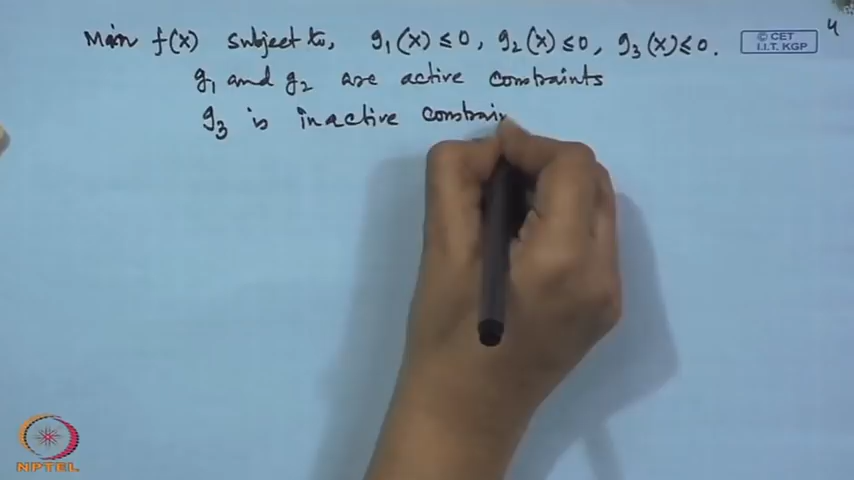 Min f(x) subject to, g₁(x) ≤ 0, g₂(x) ≤ 0, g₃(x) ≤ 0.
© CET
I.I.T. KGP
4
g₁ and g₂ are active constraints
g₃ is inactive constrain
NPTEL